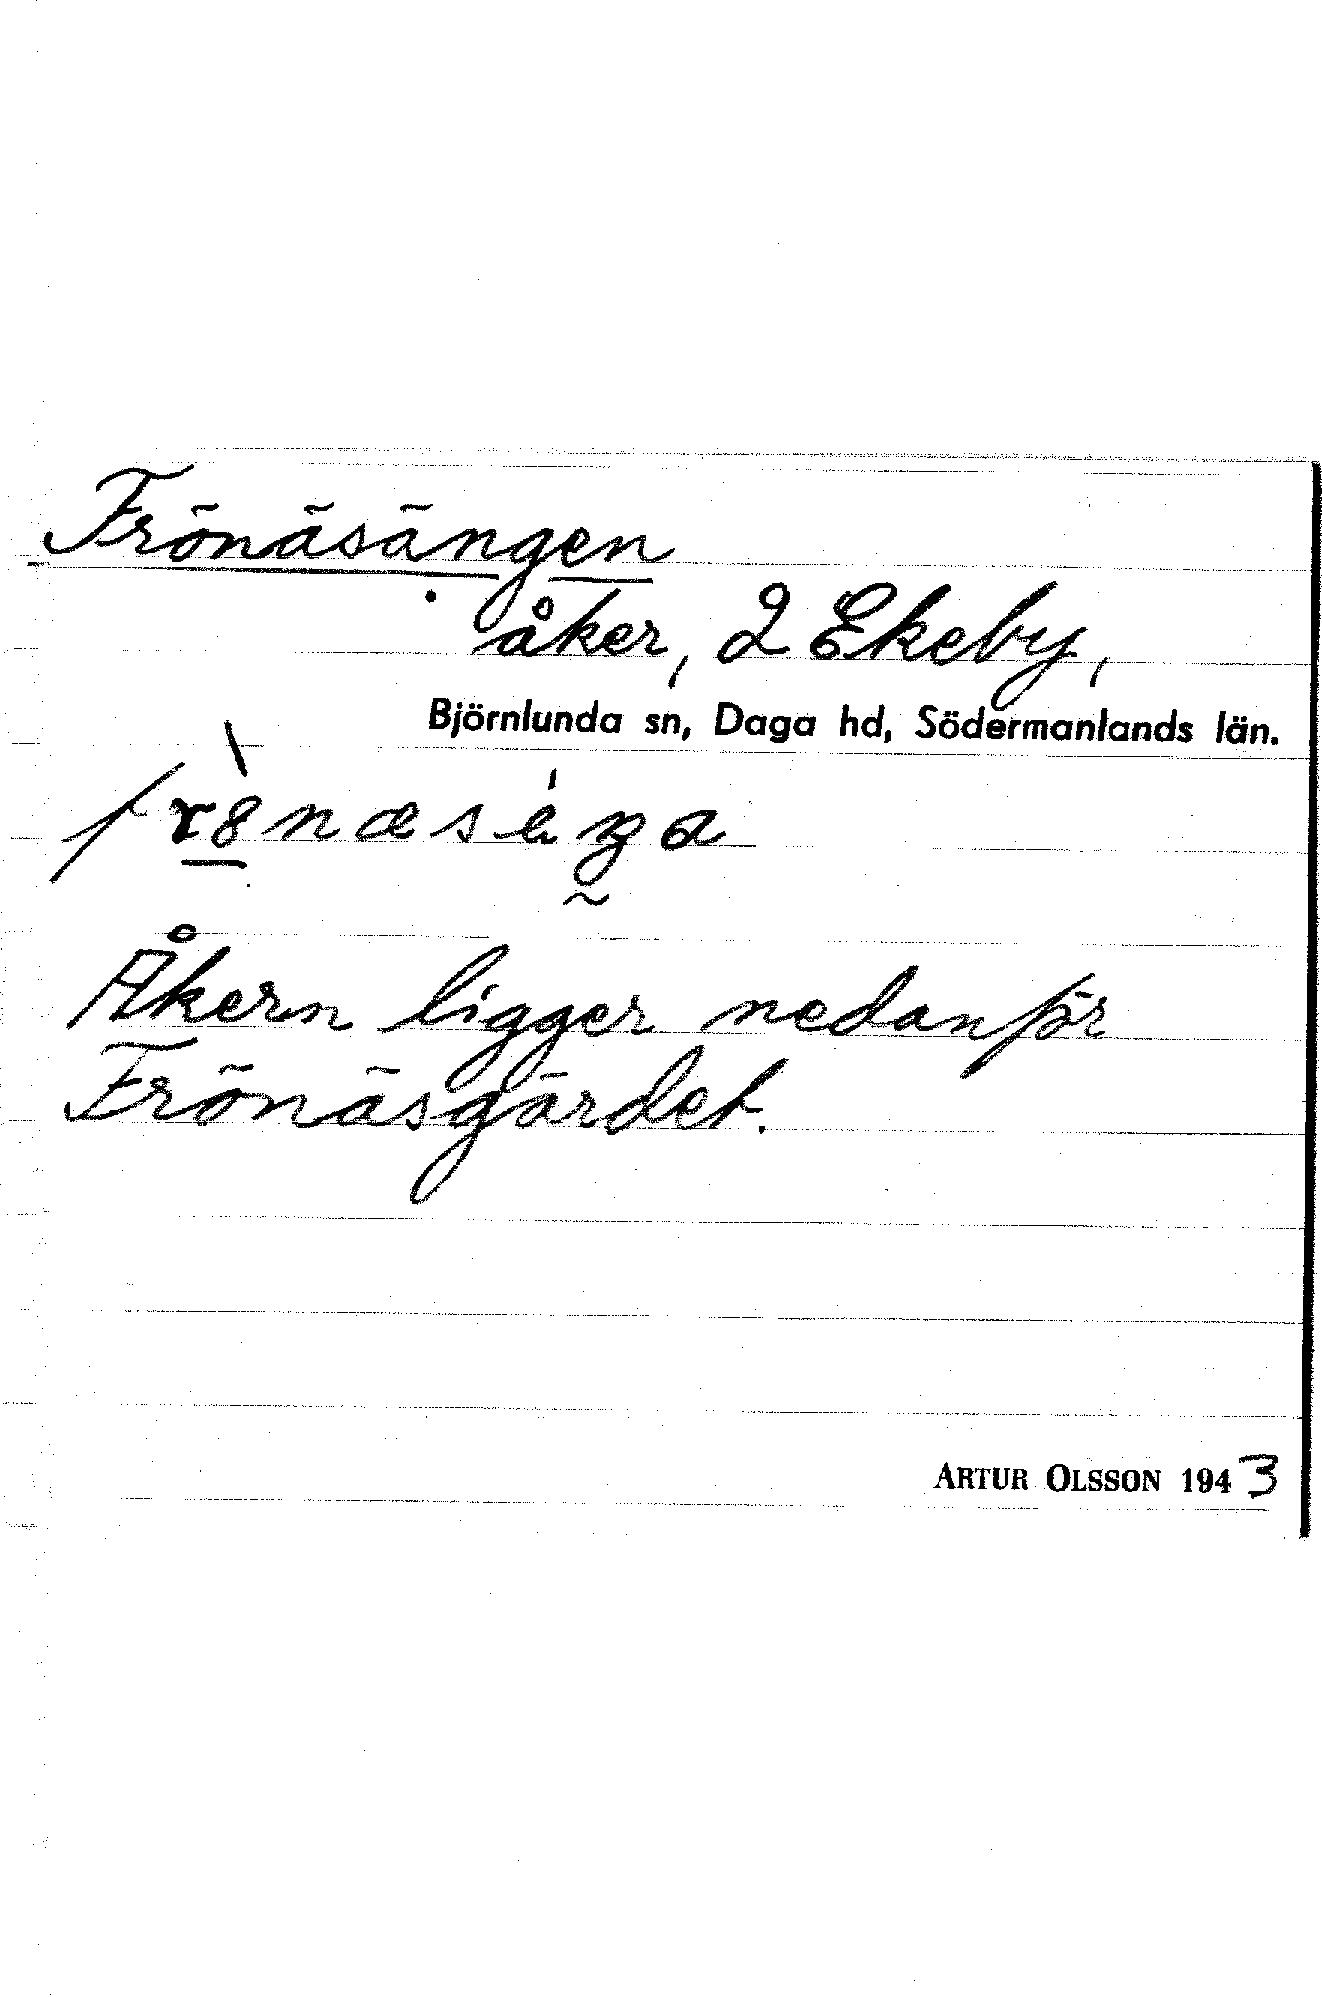 Frönäsängen
åker, 2 Ekeby,
Björnlunda sn, Daga hd, Södermanlands län.
Åkern ligger nedanför
Frönäsgärdet.
ARTUR OLSSON 1943